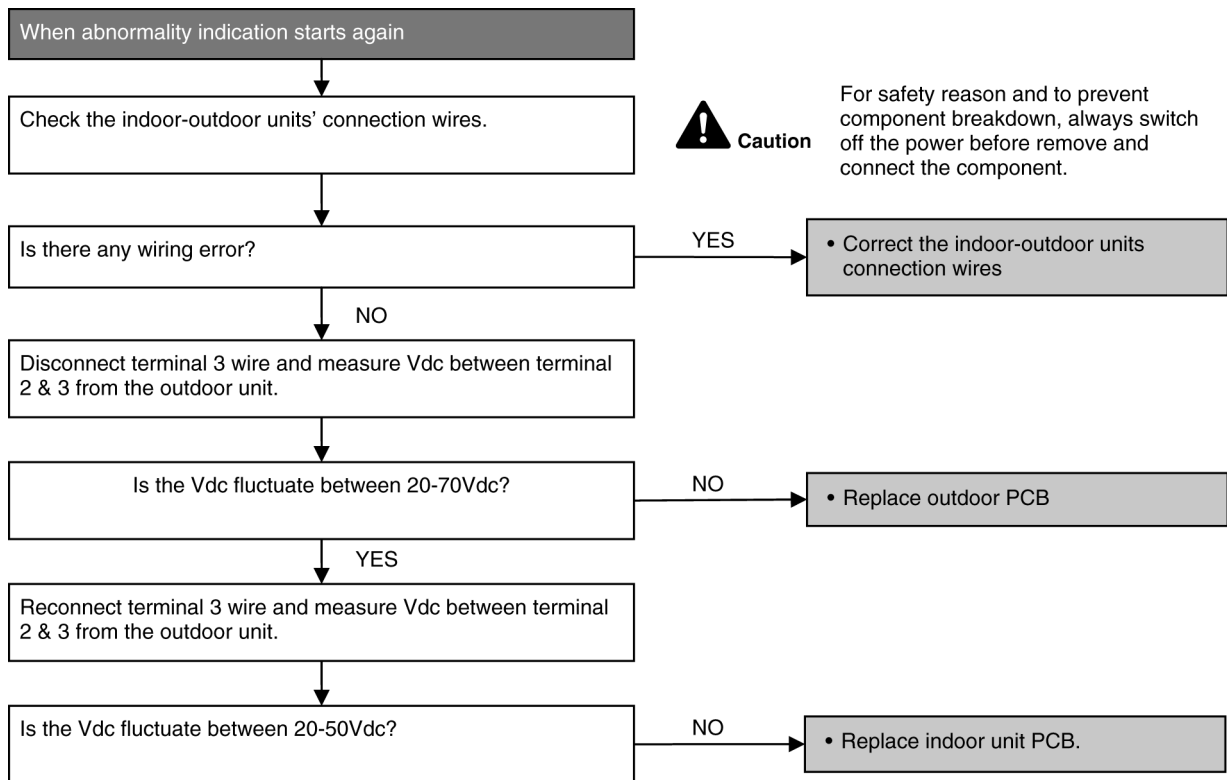 When abnormality indication starts again
Check the indoor-outdoor units’ connection wires.
Caution
For safety reason and to prevent
component breakdown, always switch
off the power before remove and
connect the component.
Is there any wiring error?
YES
• Correct the indoor-outdoor units
connection wires
NO
Disconnect terminal 3 wire and measure Vdc between terminal
2 & 3 from the outdoor unit.
Is the Vdc fluctuate between 20-70Vdc?
NO
• Replace outdoor PCB
YES
Reconnect terminal 3 wire and measure Vdc between terminal
2 & 3 from the outdoor unit.
Is the Vdc fluctuate between 20-50Vdc?
NO
• Replace indoor unit PCB.